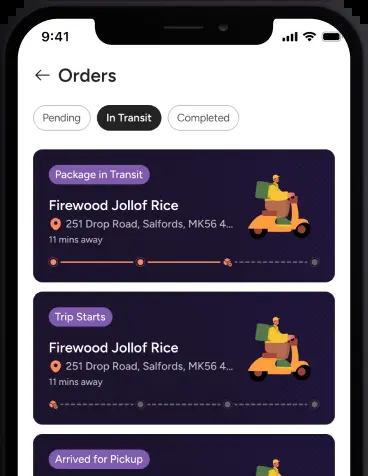 9:41
Orders
Pending
In Transit
Completed
Package in Transit
Firewood Jollof Rice
251 Drop Road, Salfords, MK56 4...
11 mins away
Trip Starts
Firewood Jollof Rice
251 Drop Road, Salfords, MK56 4...
11 mins away
Arrived for Pickup